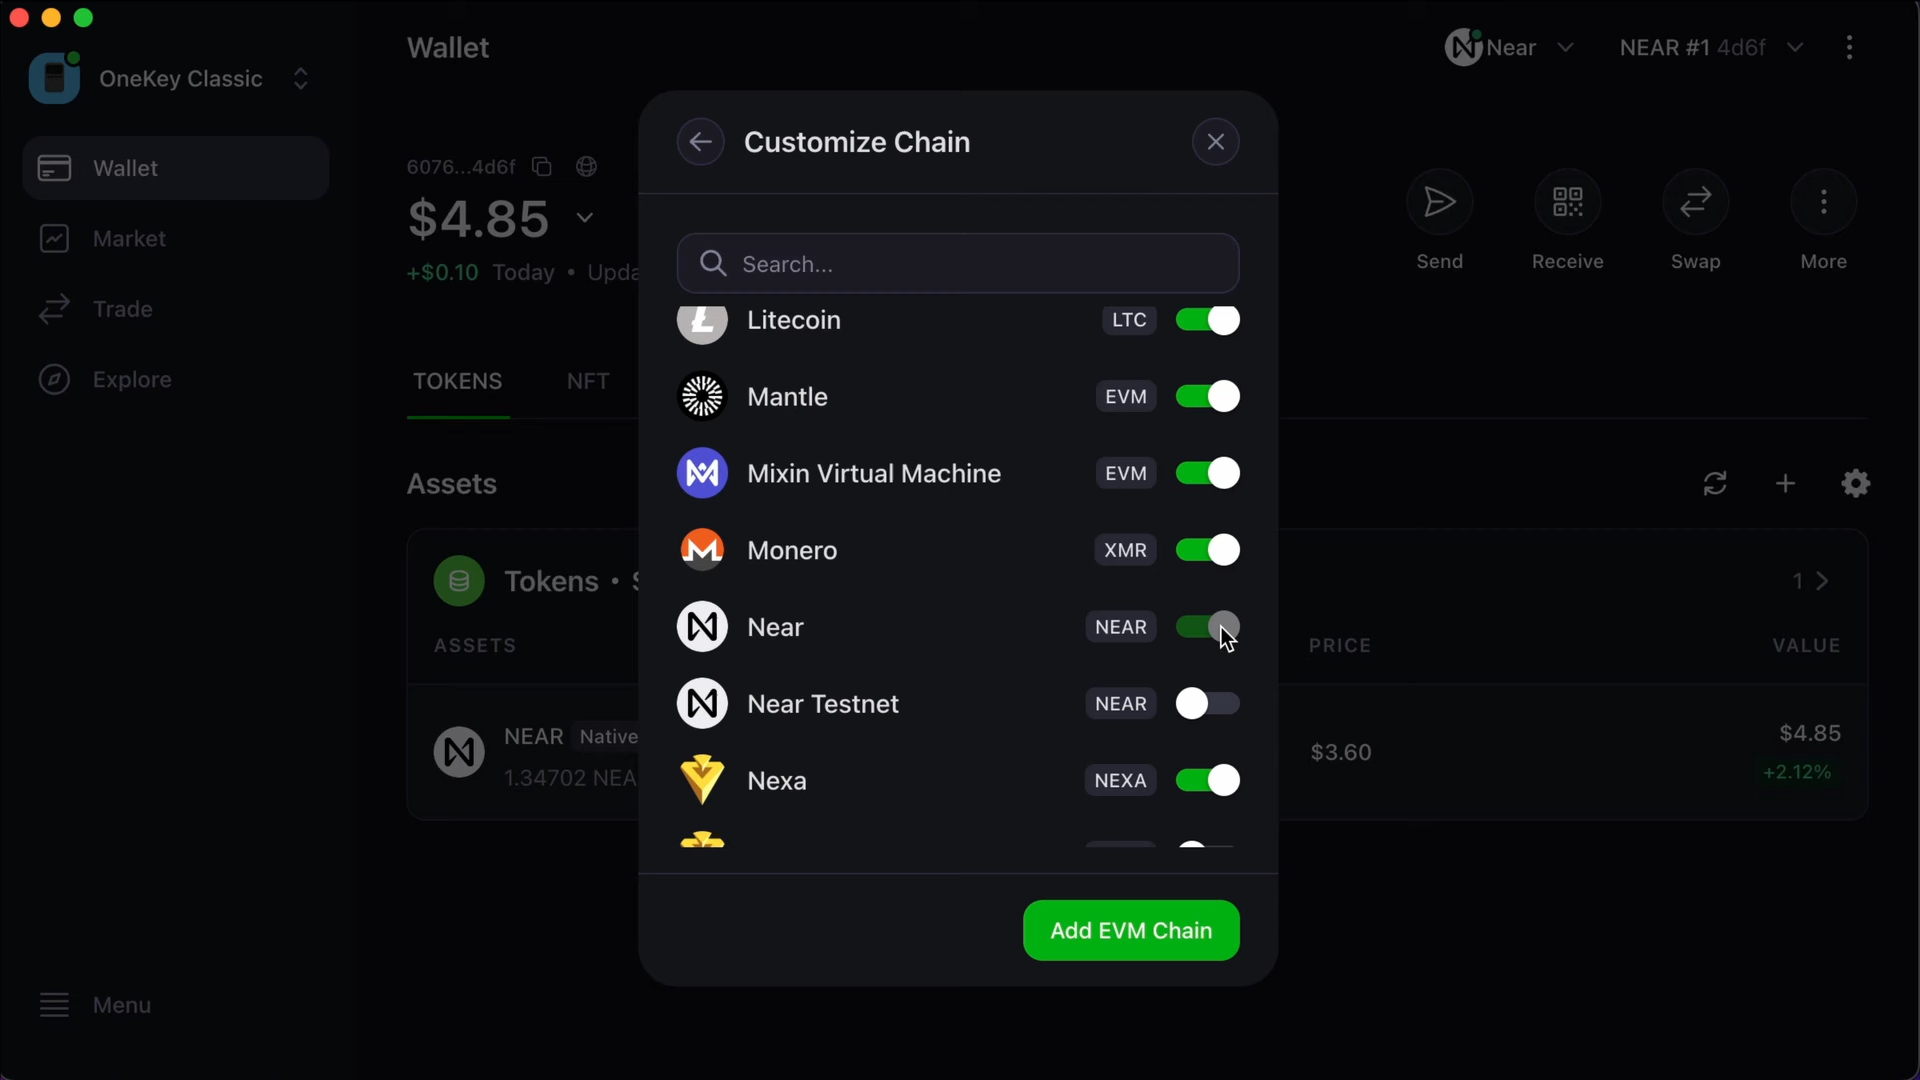 OneKey Classic
Wallet
Market
Trade
Explore
Menu
Wallet
Near
NEAR #1 4d6f
6076...4d6f
$4.85
+$0.10 Today • Upda
Send
Receive
Swap
More
TOKENS
NFT
Assets
Tokens •
1
ASSETS
PRICE
VALUE
NEAR Native
1.34702 NEA
$3.60
$4.85
+2.12%
Customize Chain
Search...
Litecoin LTC
Mantle EVM
Mixin Virtual Machine EVM
Monero XMR
Near NEAR
Near Testnet NEAR
Nexa NEXA
Add EVM Chain